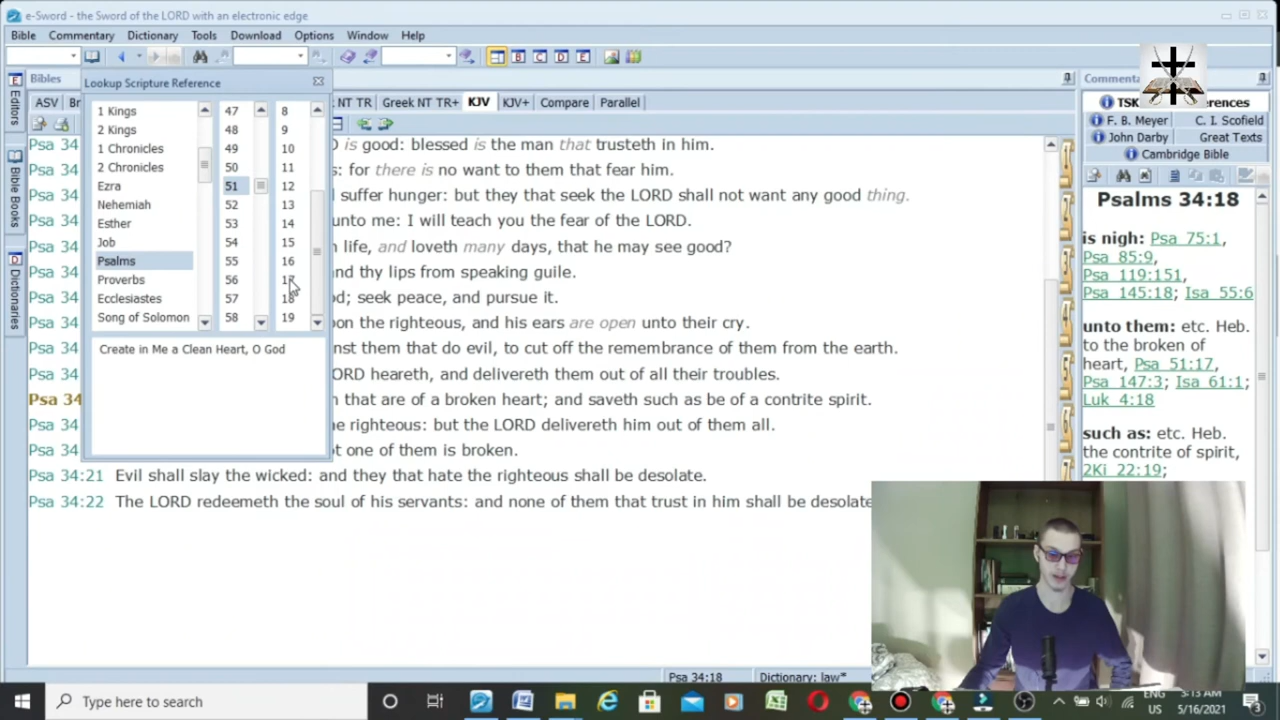 e-Sword - the Sword of the LORD with an electronic edge
Bible Commentary Dictionary Tools Download Options Window Help
B C D E
Bibles
Commenta
Editors
Bible Books
Dictionaries
Lookup Scripture Reference
ASV NT TR Greek NT TR+ KJV KJV+ Compare Parallel
1 Kings 47 8
2 Kings 48 9
1 Chronicles 49 10
2 Chronicles 50 11
Ezra 51 12
Nehemiah 52 13
Esther 53 14
Job 54 15
Psalms 55 16
Proverbs 56
Ecclesiastes 57 18
Song of Solomon 58 19
Create in Me a Clean Heart, O God
Psa 34 is good: blessed is the man that trusteth in him.
Psa 34 : for there is no want to them that fear him.
Psa 34 suffer hunger: but they that seek the LORD shall not want any good thing.
Psa 34 unto me: I will teach you the fear of the LORD.
Psa 34 life, and loveth many days, that he may see good?
Psa 34 nd thy lips from speaking guile.
Psa 34 d; seek peace, and pursue it.
Psa 34 on the righteous, and his ears are open unto their cry.
Psa 34 nst them that do evil, to cut off the remembrance of them from the earth.
Psa 34 ORD heareth, and delivereth them out of all their troubles.
Psa 34 that are of a broken heart; and saveth such as be of a contrite spirit.
Psa 34 e righteous: but the LORD delivereth him out of them all.
Psa 34 t one of them is broken.
Psa 34:21 Evil shall slay the wicked: and they that hate the righteous shall be desolate.
Psa 34:22 The LORD redeemeth the soul of his servants: and none of them that trust in him shall be desolate
TSK erences
F. B. Meyer C. I. Scofield
John Darby Great Texts
Cambridge Bible
Psalms 34:18
is nigh: Psa 75:1,
Psa 85:9,
Psa 119:151,
Psa 145:18; Isa 55:6
unto them: etc. Heb.
to the broken of
heart, Psa 51:17,
Psa 147:3; Isa 61:1;
Luk 4:18
such as: etc. Heb.
the contrite of spirit,
2Ki 22:19;
Psa 34:18 Dictionary: law*
Type here to search
ENG
US
3:13 AM
5/16/2021
3